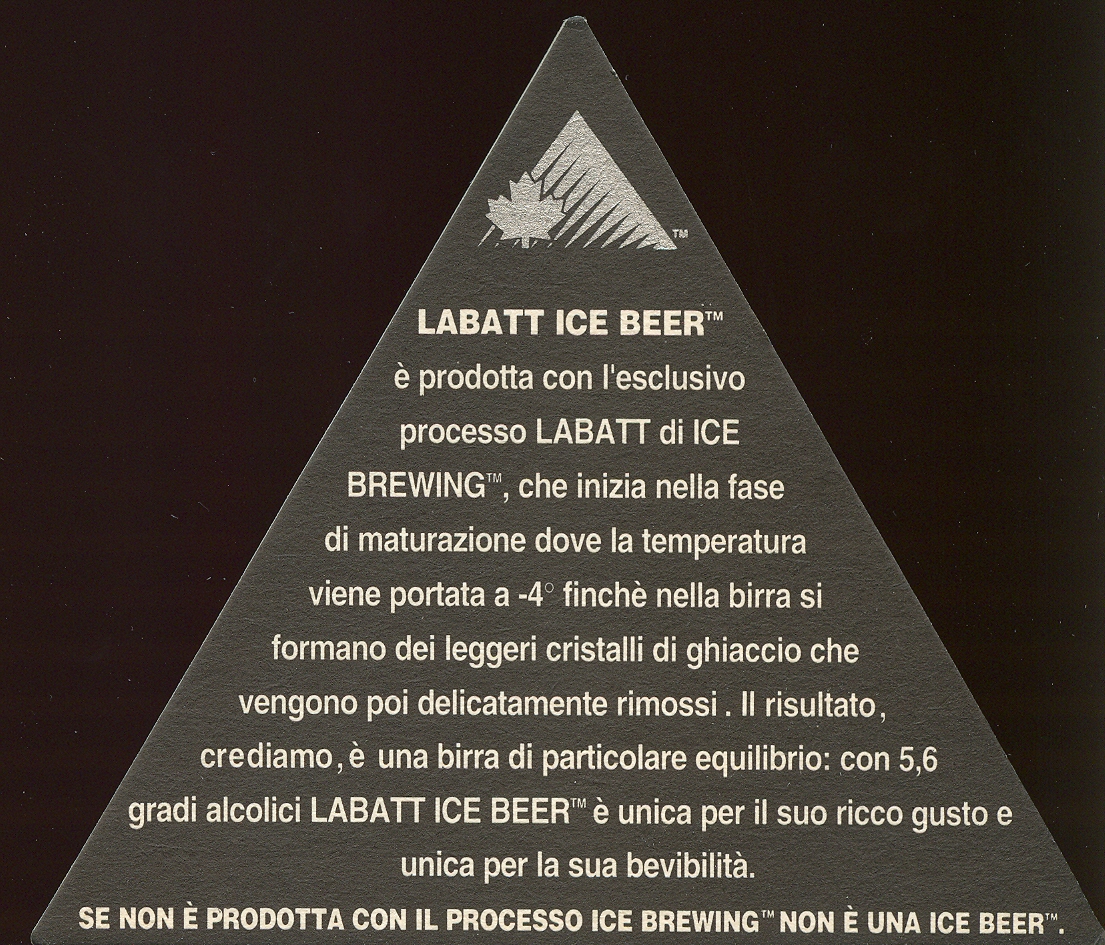 TM
LABATT ICE BEER™
è prodotta con l'esclusivo
processo LABATT di ICE
BREWING™, che inizia nella fase
di maturazione dove la temperatura
viene portata a -4° finchè nella birra si
formano dei leggeri cristalli di ghiaccio che
vengono poi delicatamente rimossi . Il risultato,
crediamo, è una birra di particolare equilibrio: con 5,6
gradi alcolici LABATT ICE BEER™ è unica per il suo ricco gusto e
unica per la sua bevibilità.
SE NON È PRODOTTA CON IL PROCESSO ICE BREWING™ NON È UNA ICE BEER™.